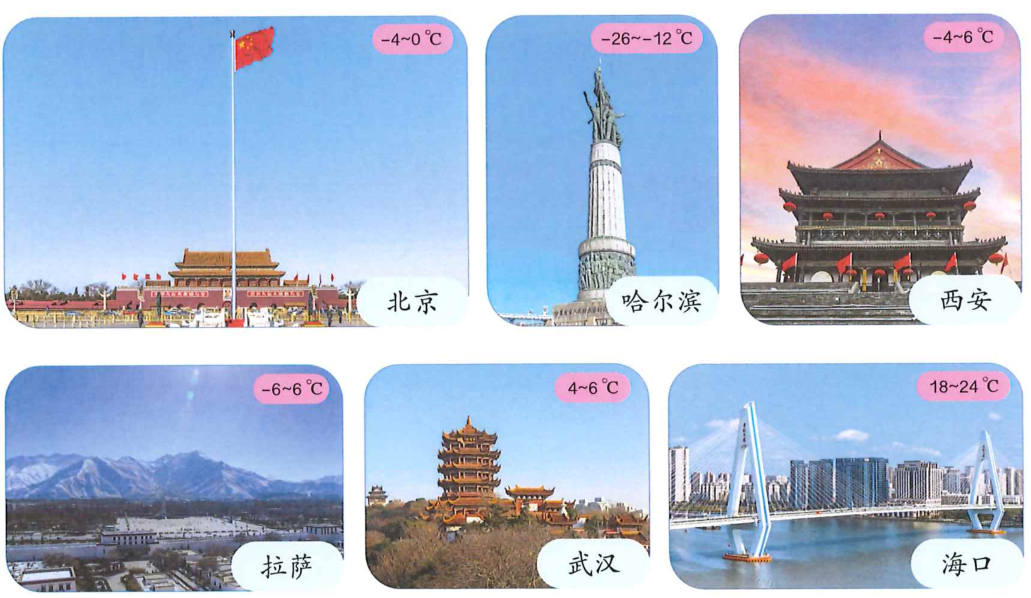 -4~0 ℃
北京
-26~-12 ℃
哈尔滨
-4~6 ℃
西安
-6~6 ℃
拉萨
4~6 ℃
武汉
18~24 ℃
海口